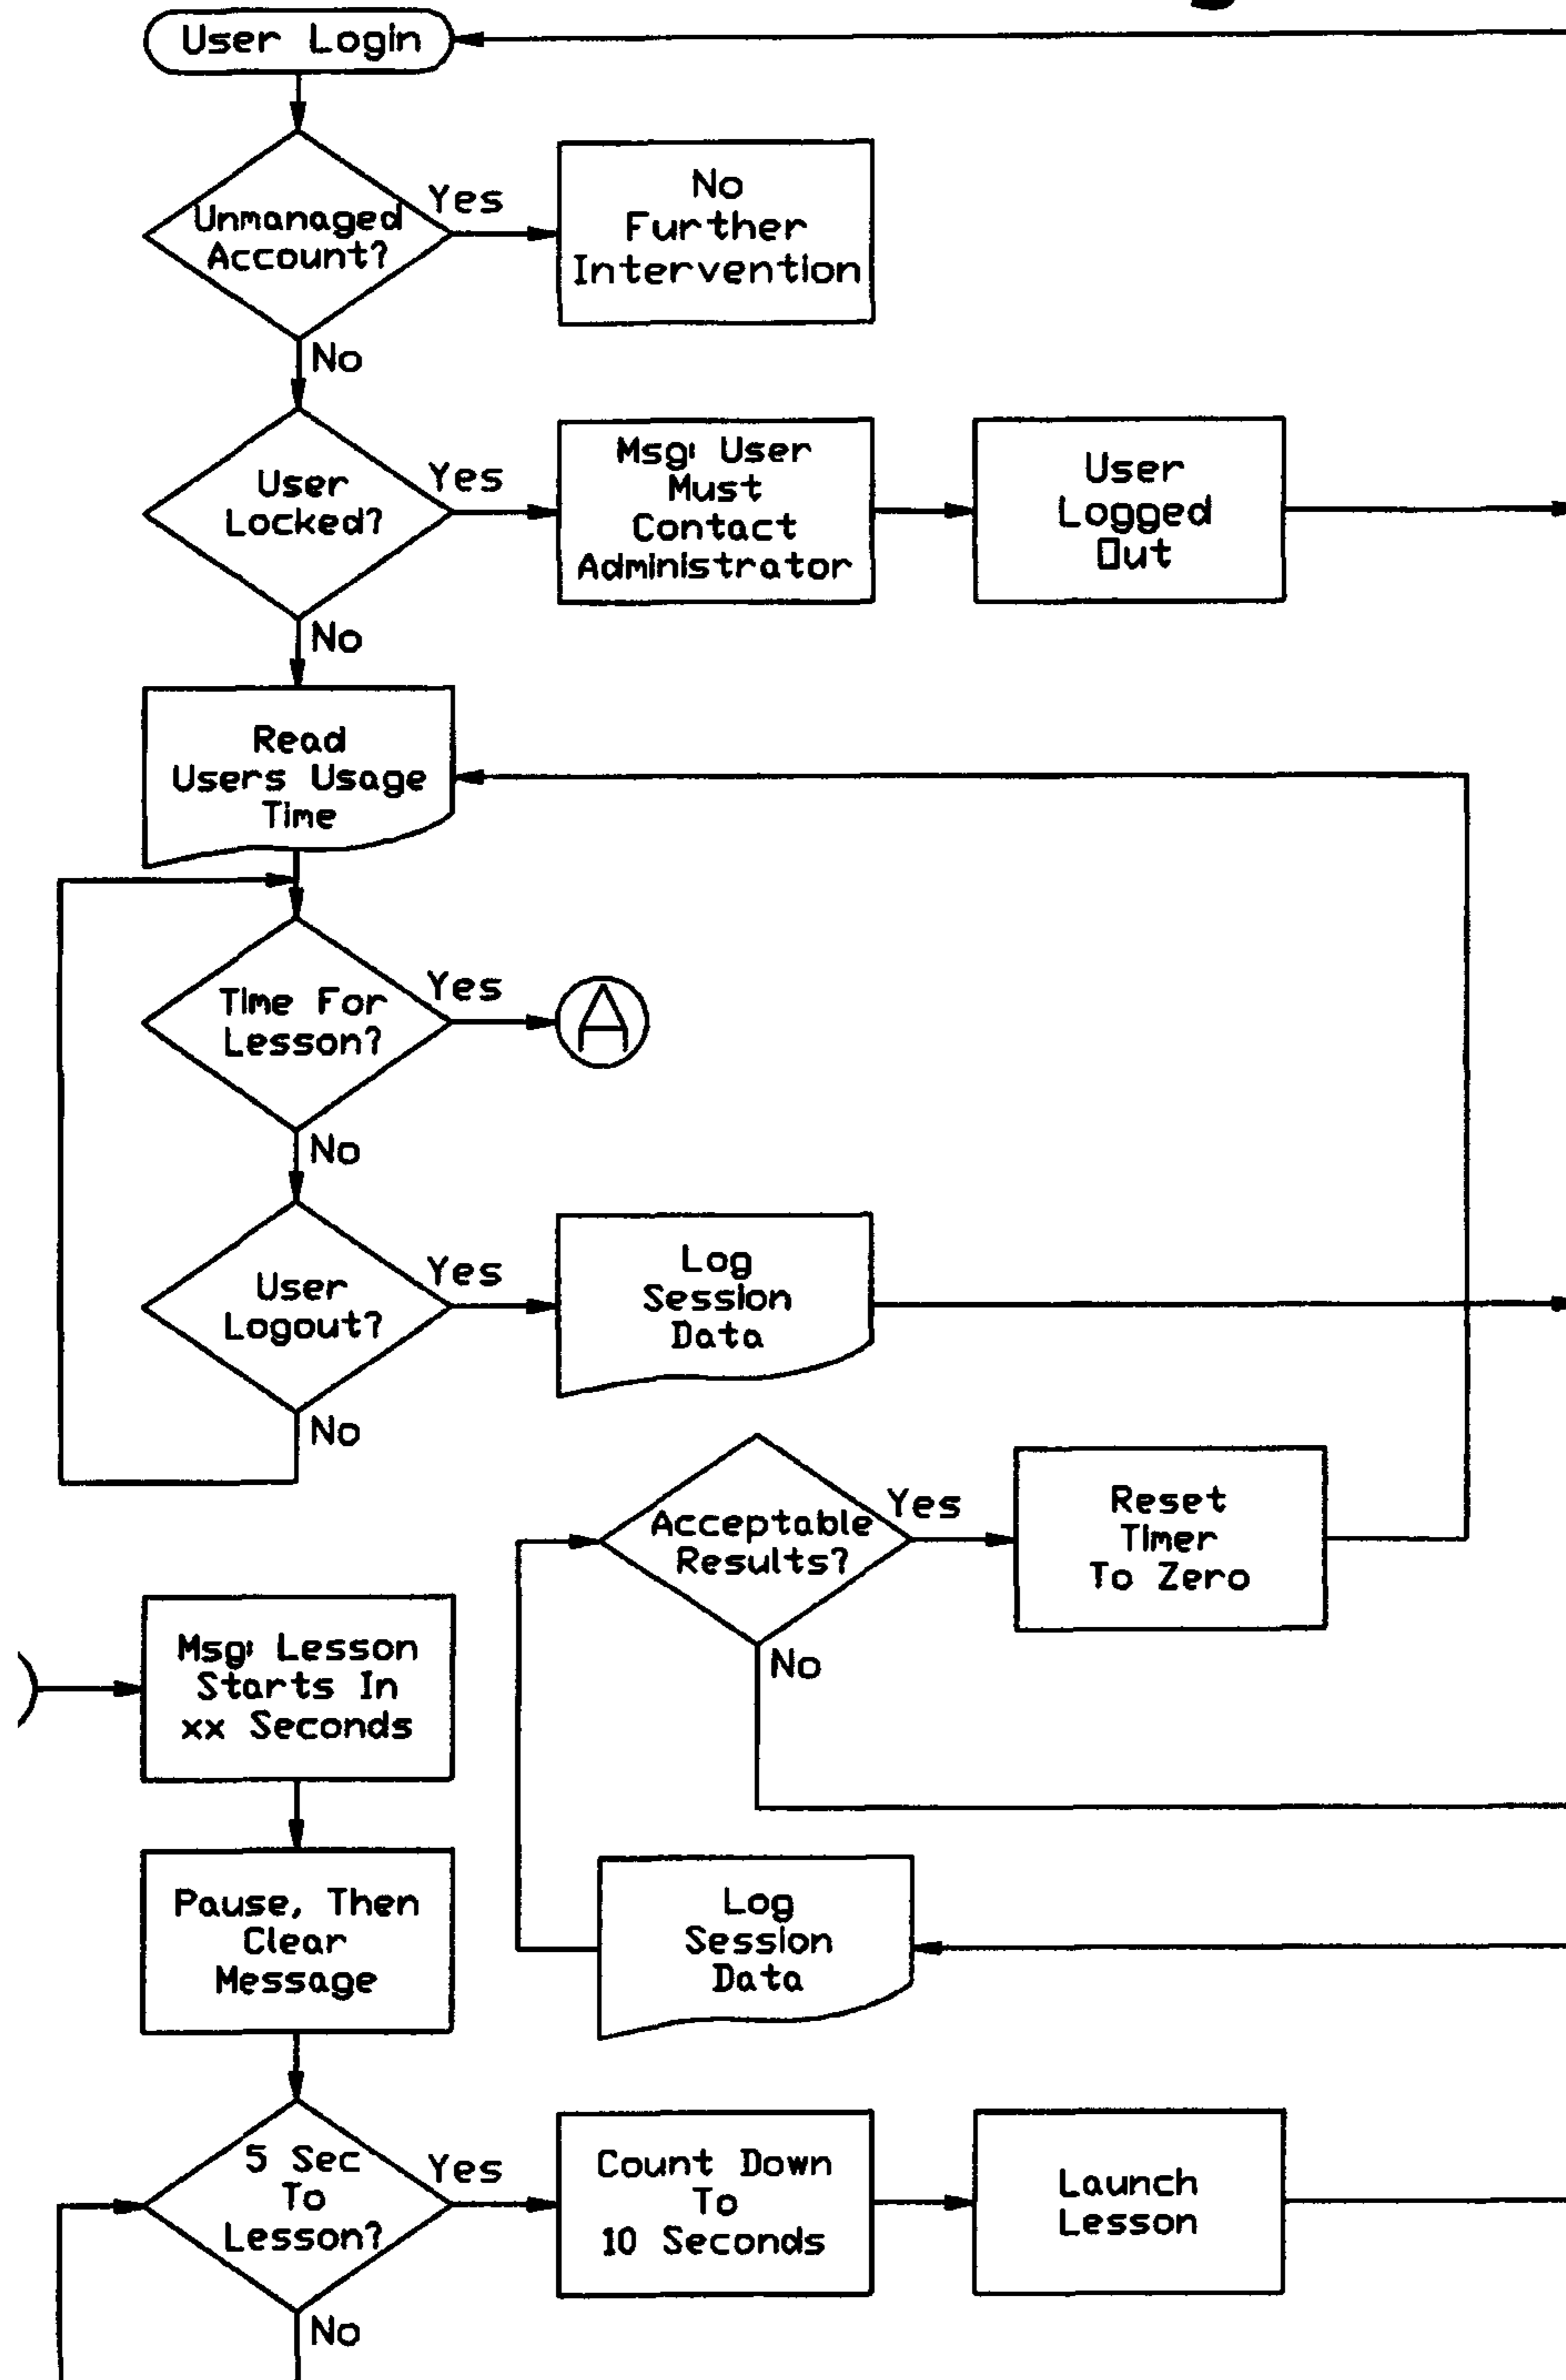 User Login
Unmanaged
Account?
Yes
No
Further
Intervention
No
User
Locked?
Yes
Msg: User
Must
Contact
Administrator
User
Logged
Out
No
Read
Users Usage
Time
Time For
Lesson?
Yes
A
No
User
Logout?
Yes
Log
Session
Data
No
Acceptable
Results?
Yes
Reset
Timer
To Zero
No
Msg: Lesson
Starts In
xx Seconds
Pause, Then
Clear
Message
Log
Session
Data
5 Sec
To
Lesson?
Yes
Count Down
To
10 Seconds
Launch
Lesson
No